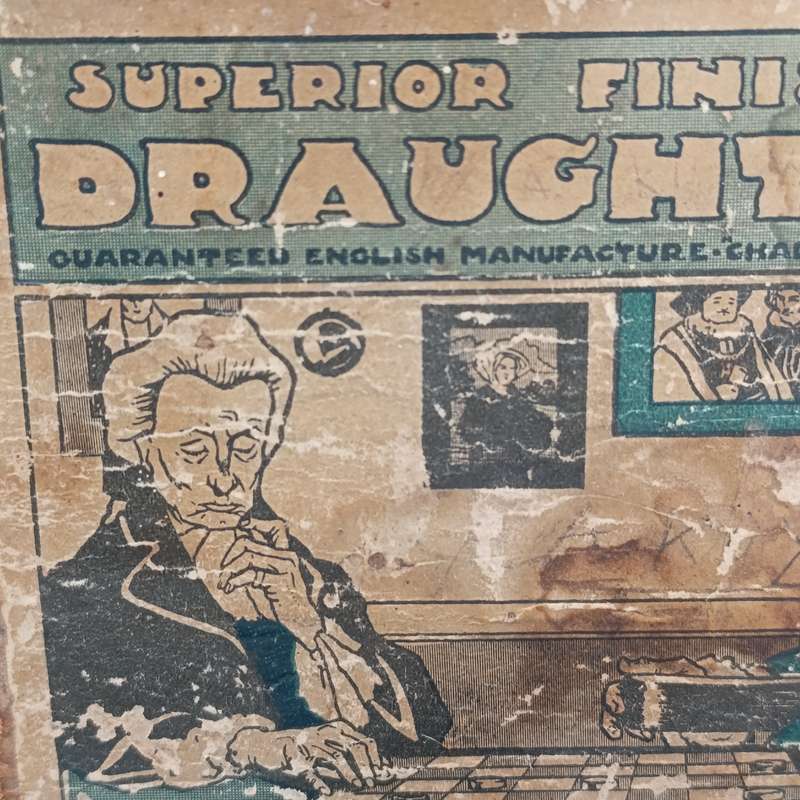 SUPERIOR FINI
DRAUGHT
GUARANTEED ENGLISH MANUFACTURE·CHA